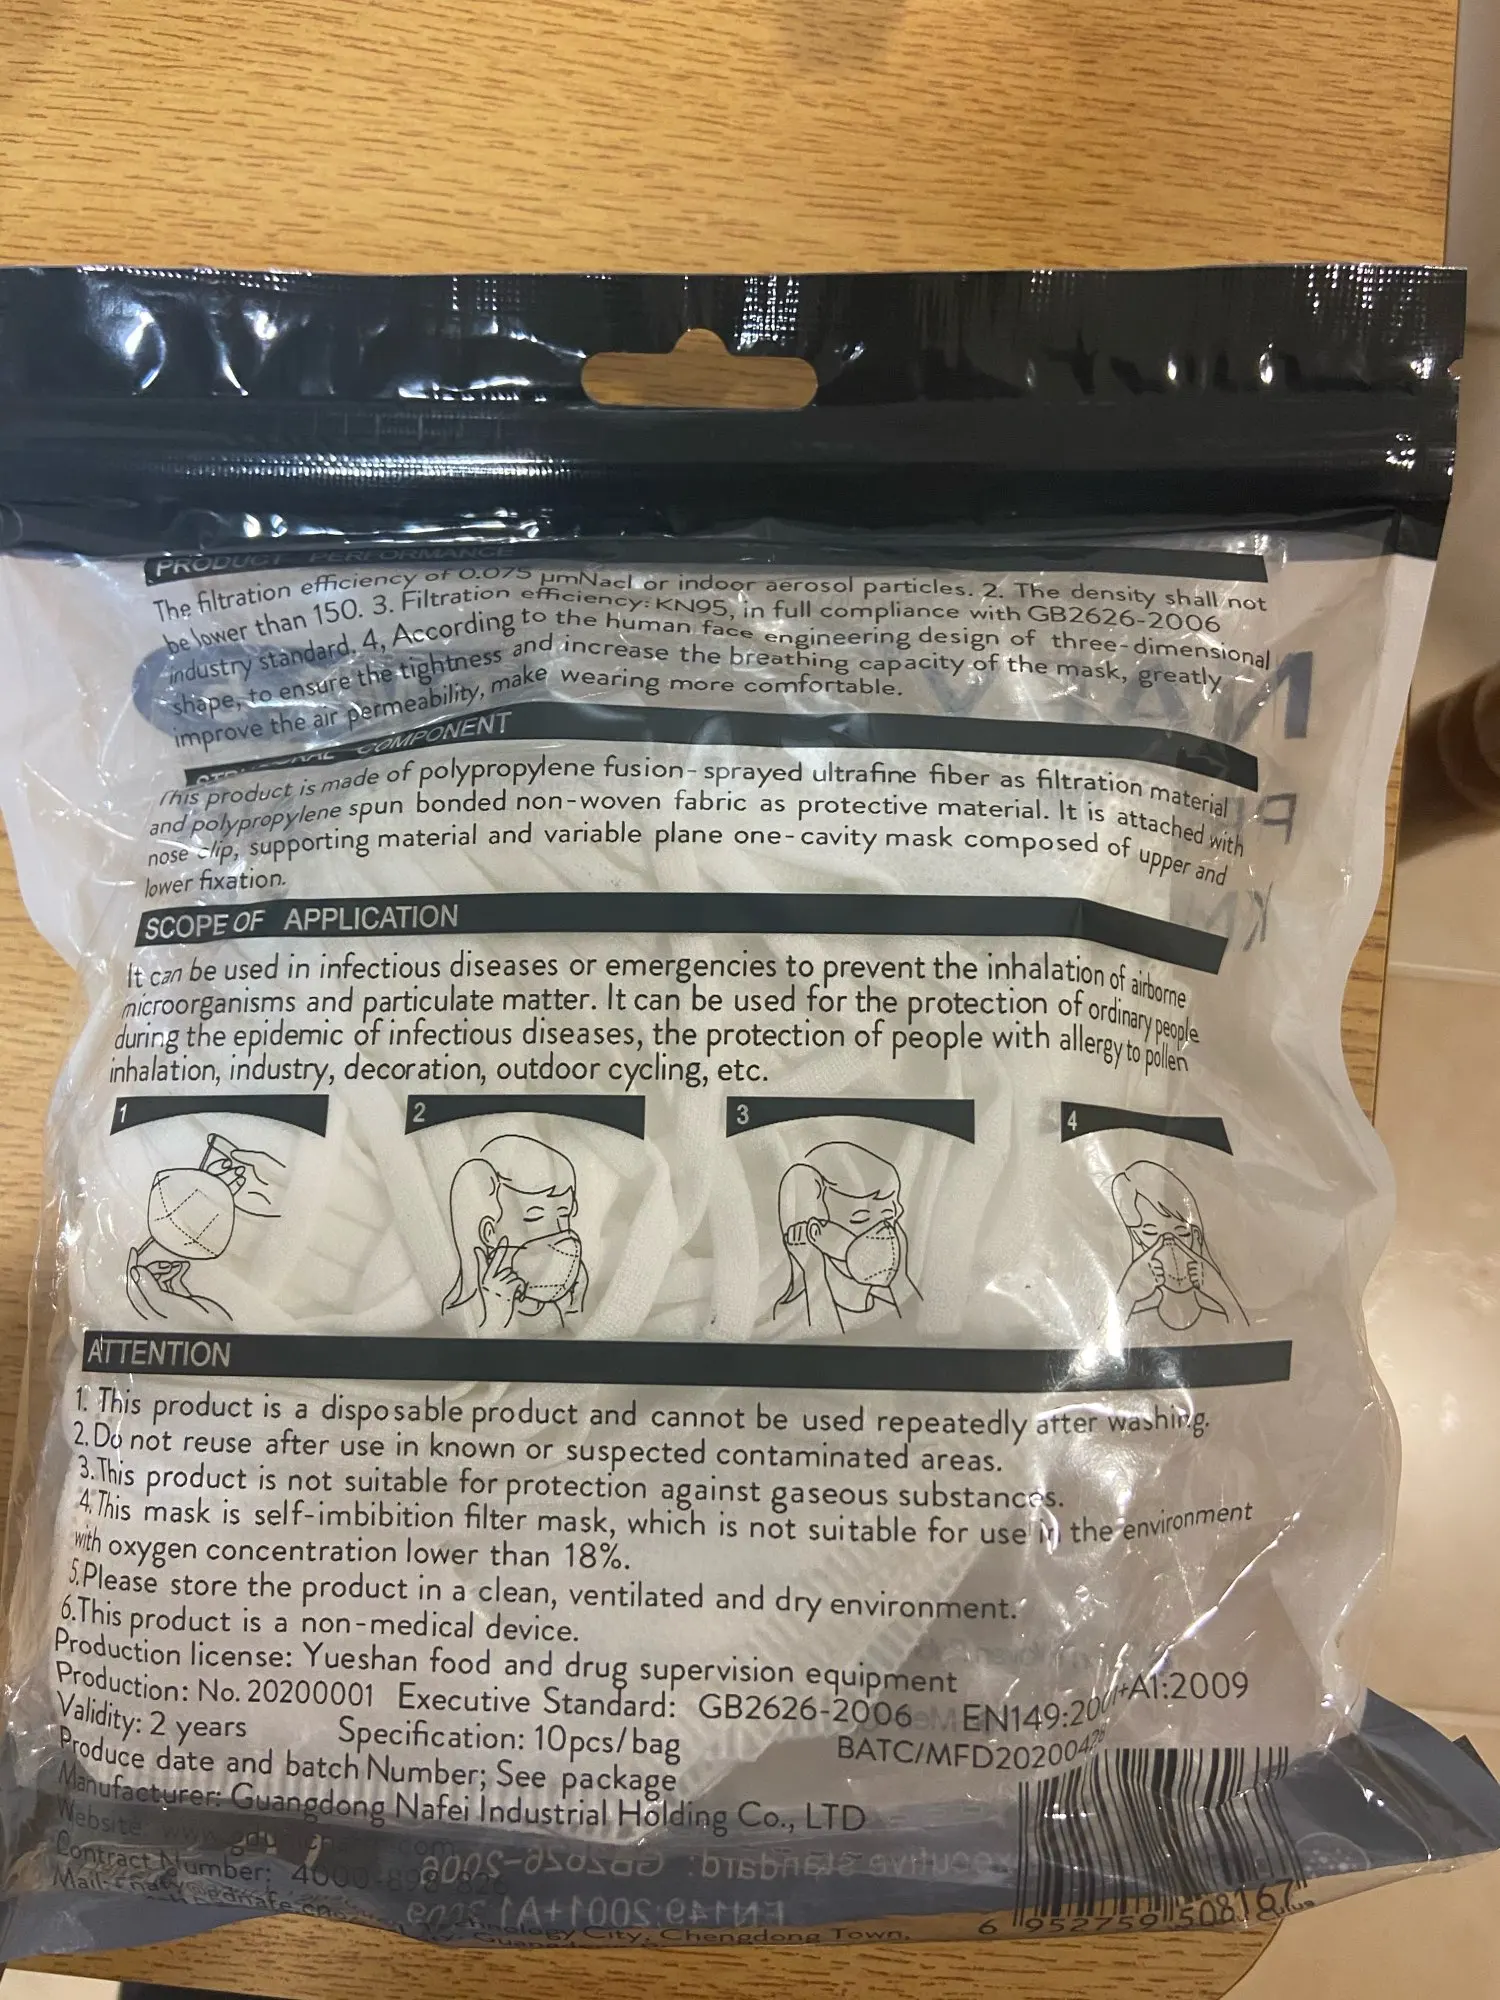 PRODUCT PERFORMANCE
The filtration efficiency of 0.075 μmNacl or indoor aerosol particles. 2. The density shall not
be lower than 150. 3. Filtration efficiency: KN95, in full compliance with GB2626-2006
industry standard. 4, According to the human face engineering design of three-dimensional
shape, to ensure the tightness and increase the breathing capacity of the mask, greatly
improve the air permeability, make wearing more comfortable.
COMPONENT
This product is made of polypropylene fusion-sprayed ultrafine fiber as filtration material
and polypropylene spun bonded non-woven fabric as protective material. It is attached with
nose clip, supporting material and variable plane one-cavity mask composed of upper and
lower fixation.
SCOPE OF APPLICATION
It can be used in infectious diseases or emergencies to prevent the inhalation of airborne
microorganisms and particulate matter. It can be used for the protection of ordinary people
during the epidemic of infectious diseases, the protection of people with allergy to pollen
inhalation, industry, decoration, outdoor cycling, etc.
1 2 3 4
ATTENTION
1. This product is a disposable product and cannot be used repeatedly after washing.
2. Do not reuse after use in known or suspected contaminated areas.
3. This product is not suitable for protection against gaseous substances.
4. This mask is self-imbibition filter mask, which is not suitable for use in the environment
with oxygen concentration lower than 18%.
5. Please store the product in a clean, ventilated and dry environment.
6. This product is a non-medical device.
Production license: Yueshan food and drug supervision equipment
Production: No. 20200001 Executive Standard: GB2626-2006 EN149:2001+A1:2009
Validity: 2 years Specification: 10pcs/bag BATC/MFD202004
Produce date and batch Number; See package
Manufacturer: Guangdong Nafei Industrial Holding Co., LTD
Website:
Contract Number: 4000-898-826
Mail:
Executive Standard: GB2626-2006
EN149:2001+A1:2009
City, Chengdong Town,
6 952759 508167